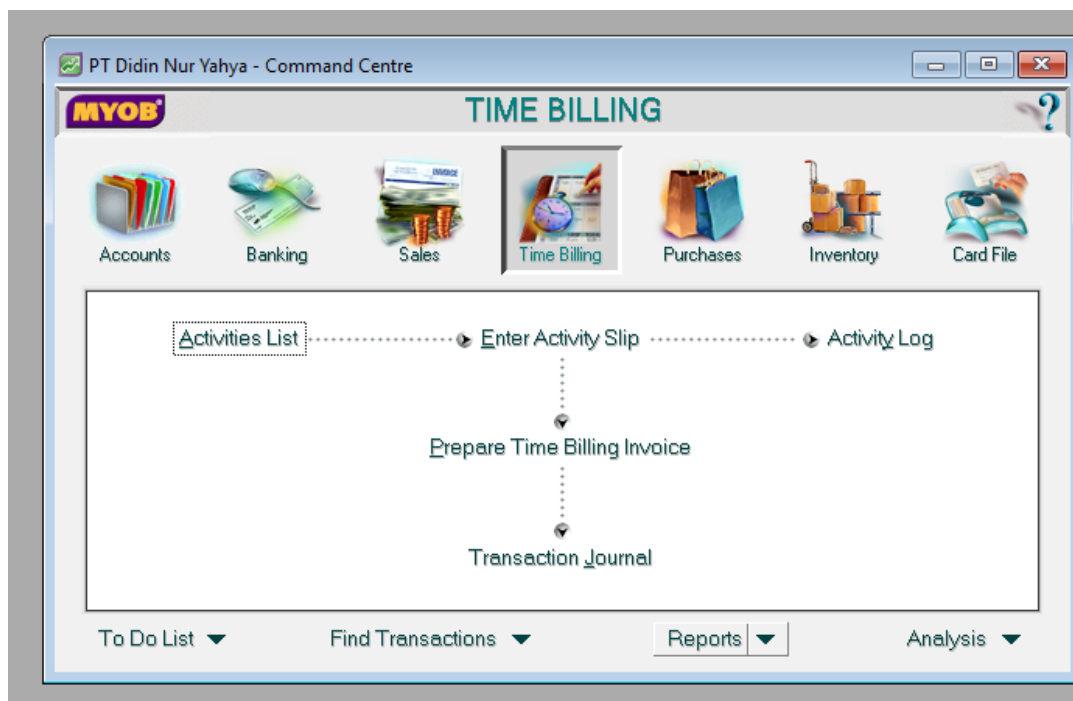 PT Didin Nur Yahya - Command Centre
MYOB
TIME BILLING
?
INVOICE
Accounts
Banking
Sales
Time Billing
Purchases
Inventory
Card File
Activities List
Enter Activity Slip
Activity Log
Prepare Time Billing Invoice
Transaction Journal
To Do List
Find Transactions
Reports
Analysis